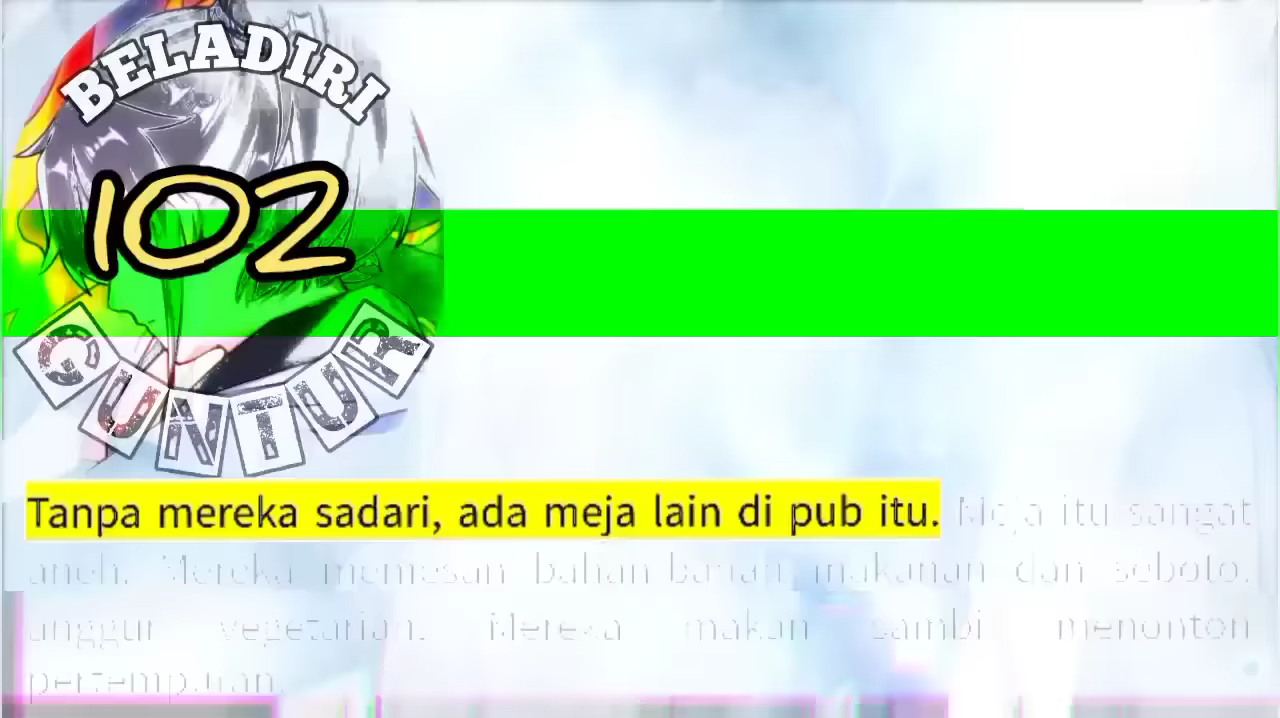 BELADIRI
102
GUNTUR
Tanpa mereka sadari, ada meja lain di pub itu. Meja itu sangat
aneh. Mereka memesan bahan-bahan makanan dan sebotol
anggur vegetarian. Mereka makan sambil menonton
pertempuran.